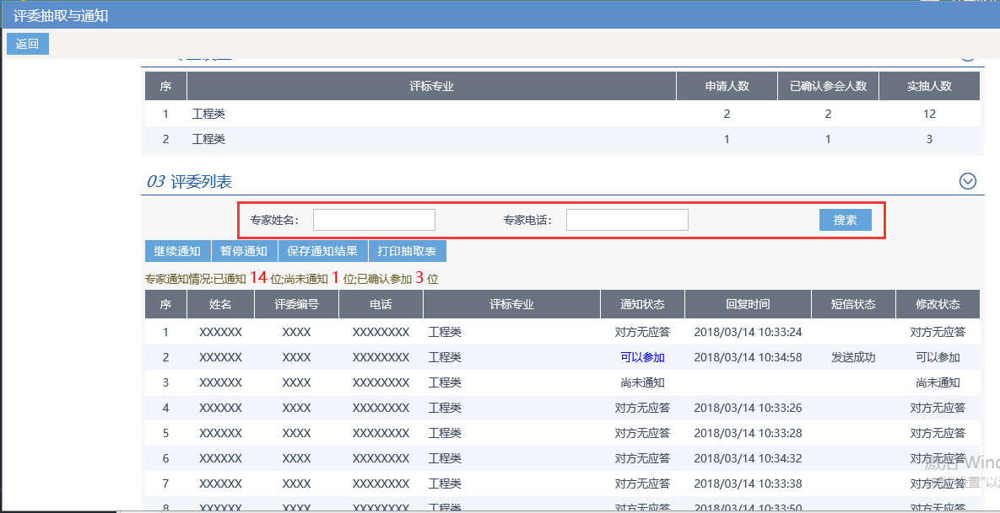 评委抽取与通知
返回
序 评标专业 申请人数 已确认参会人数 实抽人数
1 工程类 2 2 12
2 工程类 1 1 3
03 评委列表
专家姓名： 专家电话： 搜索
继续通知 暂停通知 保存通知结果 打印抽取表
专家通知情况:已通知 14 位;尚未通知 1 位;已确认参加 3 位
序 姓名 评委编号 电话 评标专业 通知状态 回复时间 短信状态 修改状态
1 XXXXXX XXXX XXXXXXXX 工程类 对方无应答 2018/03/14 10:33:24 对方无应答
2 XXXXXX XXXX XXXXXXXX 工程类 可以参加 2018/03/14 10:34:58 发送成功 可以参加
3 XXXXXX XXXX XXXXXXXX 工程类 尚未通知 尚未通知
4 XXXXXX XXXX XXXXXXXX 工程类 对方无应答 2018/03/14 10:33:26 对方无应答
5 XXXXXX XXXX XXXXXXXX 工程类 对方无应答 2018/03/14 10:33:28 对方无应答
6 XXXXXX XXXX XXXXXXXX 工程类 对方无应答 2018/03/14 10:34:32 对方无应答
激活 Wind
7 XXXXXX XXXX XXXXXXXX 工程类 对方无应答 2018/03/14 10:33:38 对方无应答
8 XXXXXX XXXX XXXXXXXX 工程类 对方无应答 2018/03/14 10:33:50 对方无应答